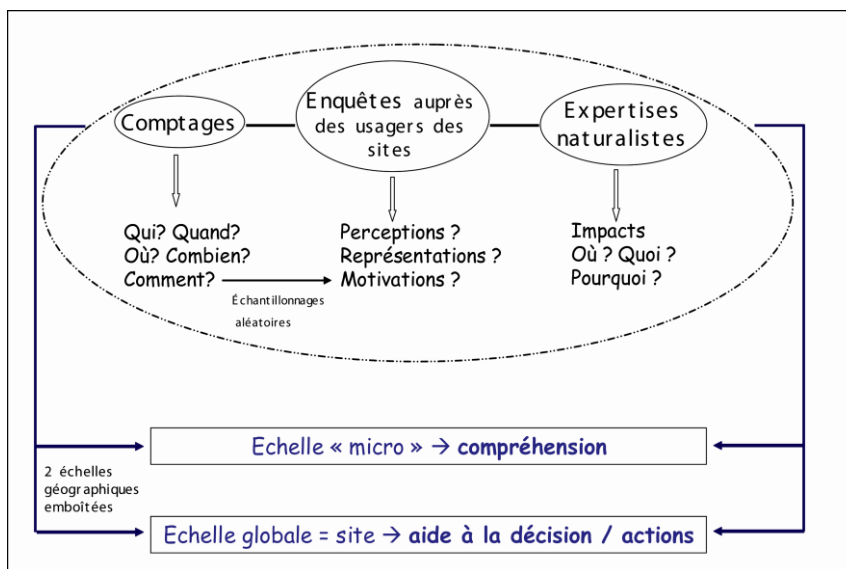 Comptages
Enquêtes auprès
des usagers des
sites
Expertises
naturalistes
Qui? Quand?
Où? Combien?
Comment?
Échantillonnages
aléatoires
Perceptions ?
Représentations ?
Motivations ?
Impacts
Où ? Quoi ?
Pourquoi ?
Echelle « micro » → compréhension
2 échelles
géographiques
emboîtées
Echelle globale = site → aide à la décision / actions